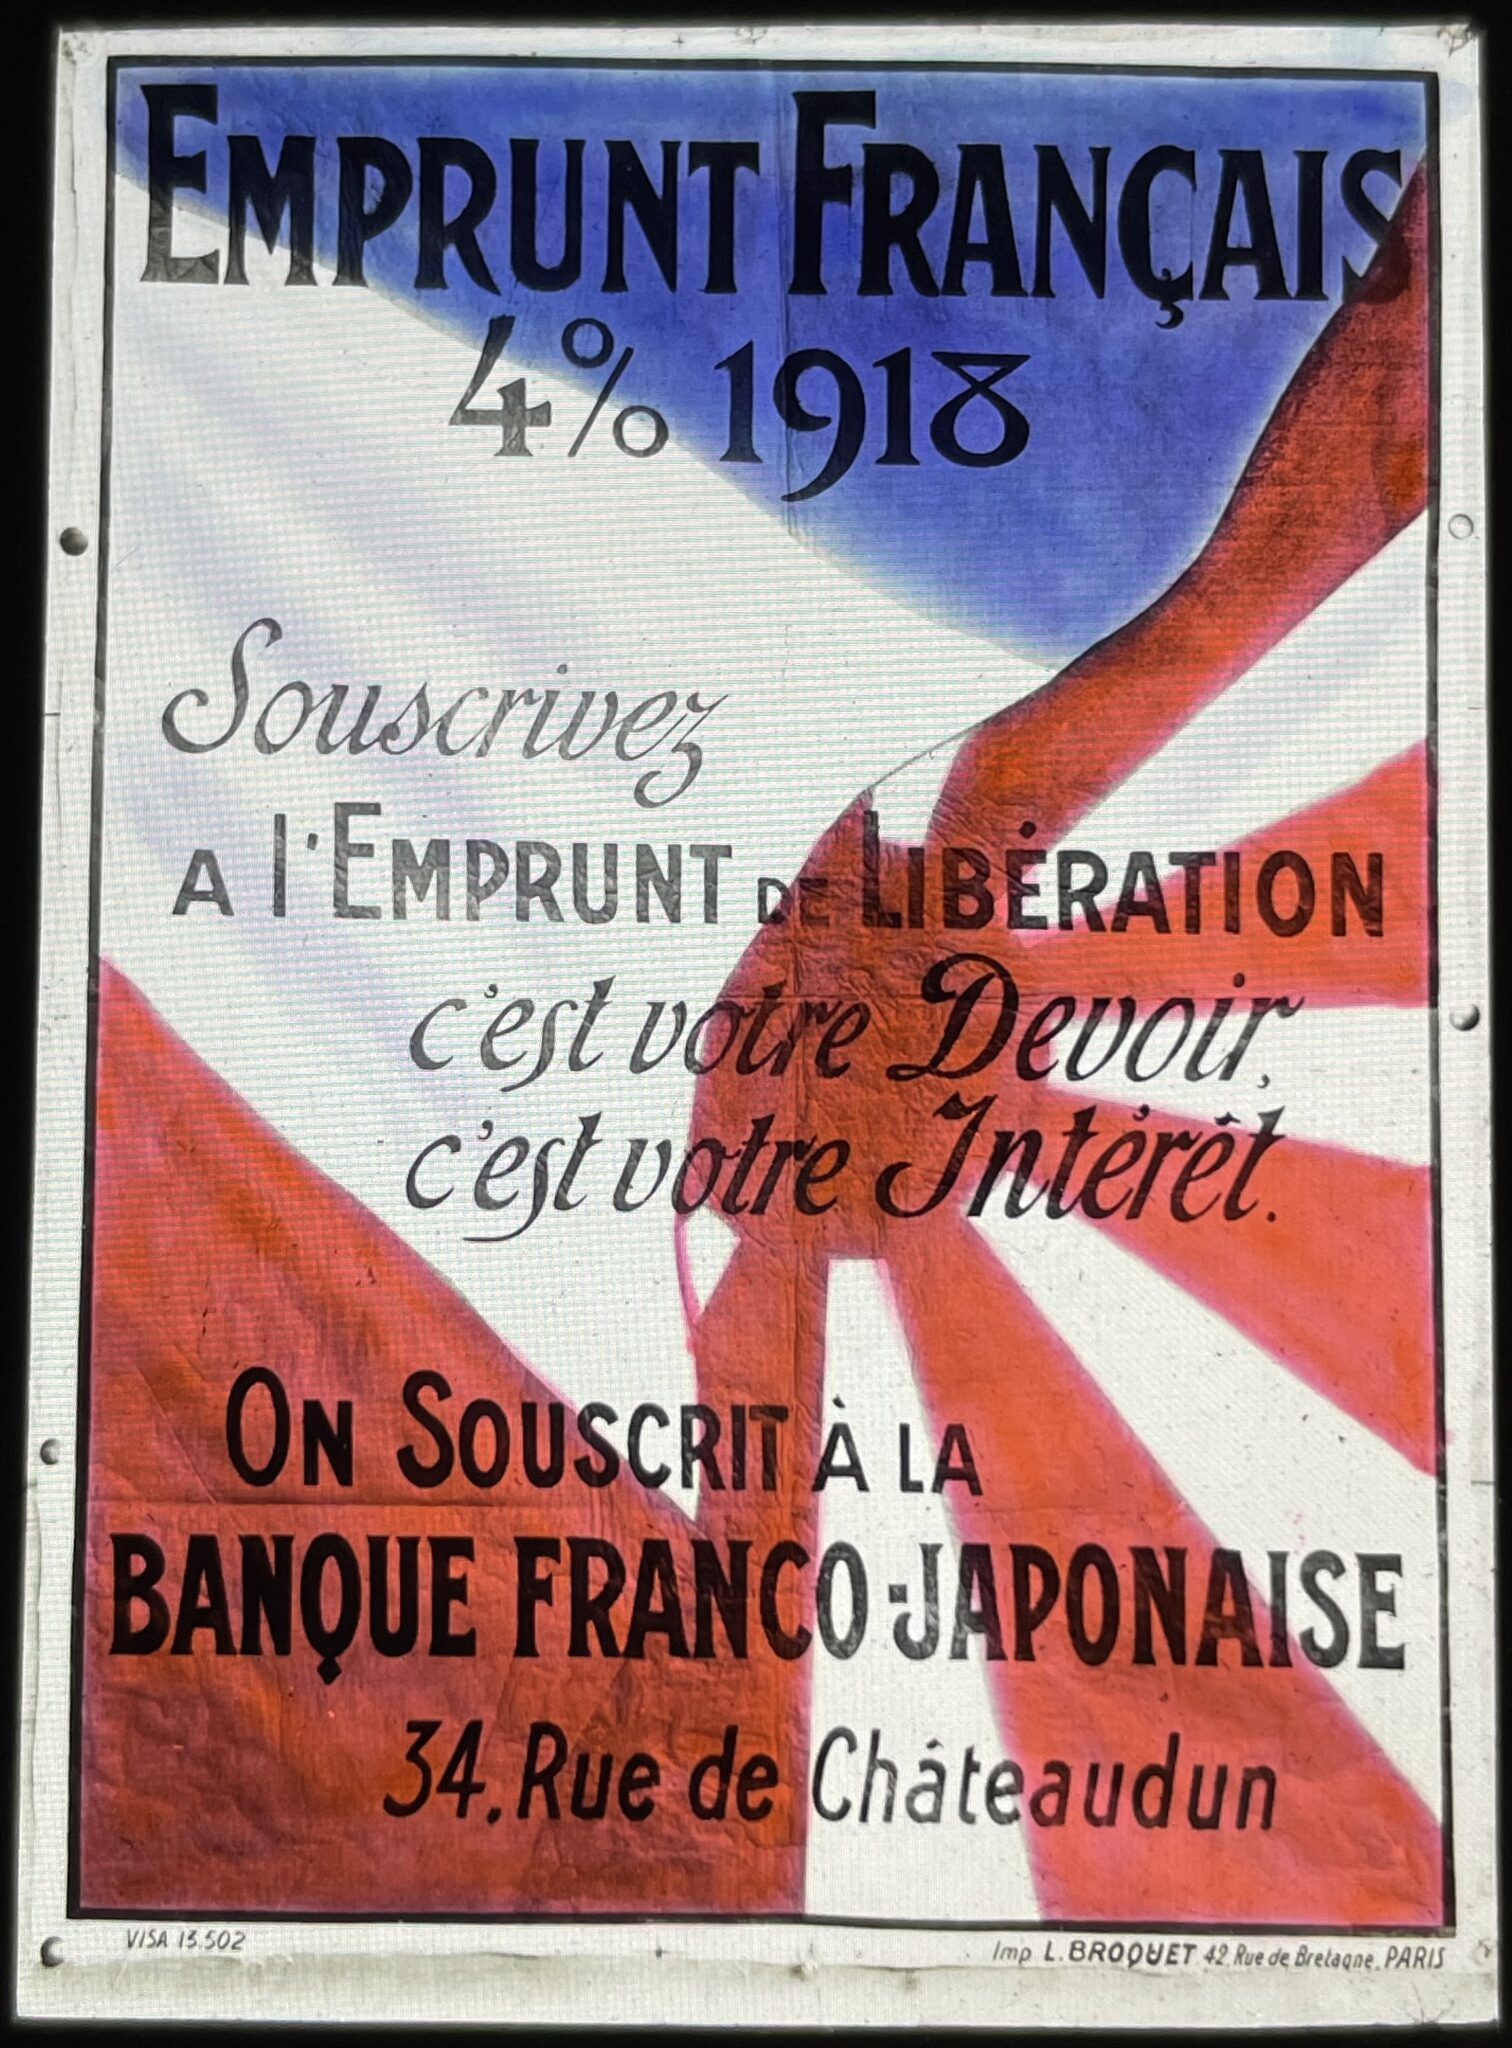 EMPRUNT FRANÇAIS
4% 1918
Souscrivez
A l'EMPRUNT DE LIBÉRATION
c'est votre Devoir,
c'est votre Intérêt.
ON SOUSCRIT À LA
BANQUE FRANCO-JAPONAISE
34. Rue de Châteaudun
VISA 13.502
Imp L. BROQUET 42 Rue de Bretagne. PARIS